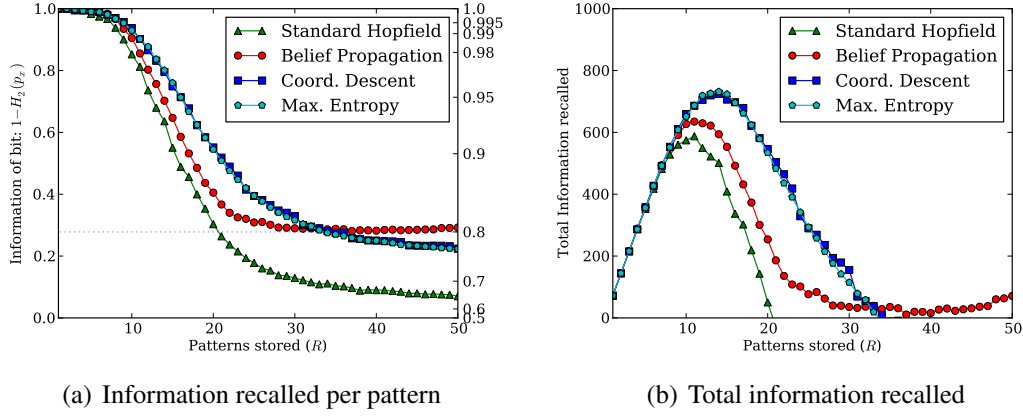 1.0
0.8
0.6
0.4
0.2
0.0
Information of bit: 1−H₂(pₓ)
10
20
30
40
50
Patterns stored (R)
1.0
0.995
0.99
0.98
0.95
0.9
0.8
0.7
0.6
0.5
Standard Hopfield
Belief Propagation
Coord. Descent
Max. Entropy
(a) Information recalled per pattern
1000
800
600
400
200
0
Total Information recalled
10
20
30
40
50
Patterns stored (R)
Standard Hopfield
Belief Propagation
Coord. Descent
Max. Entropy
(b) Total information recalled